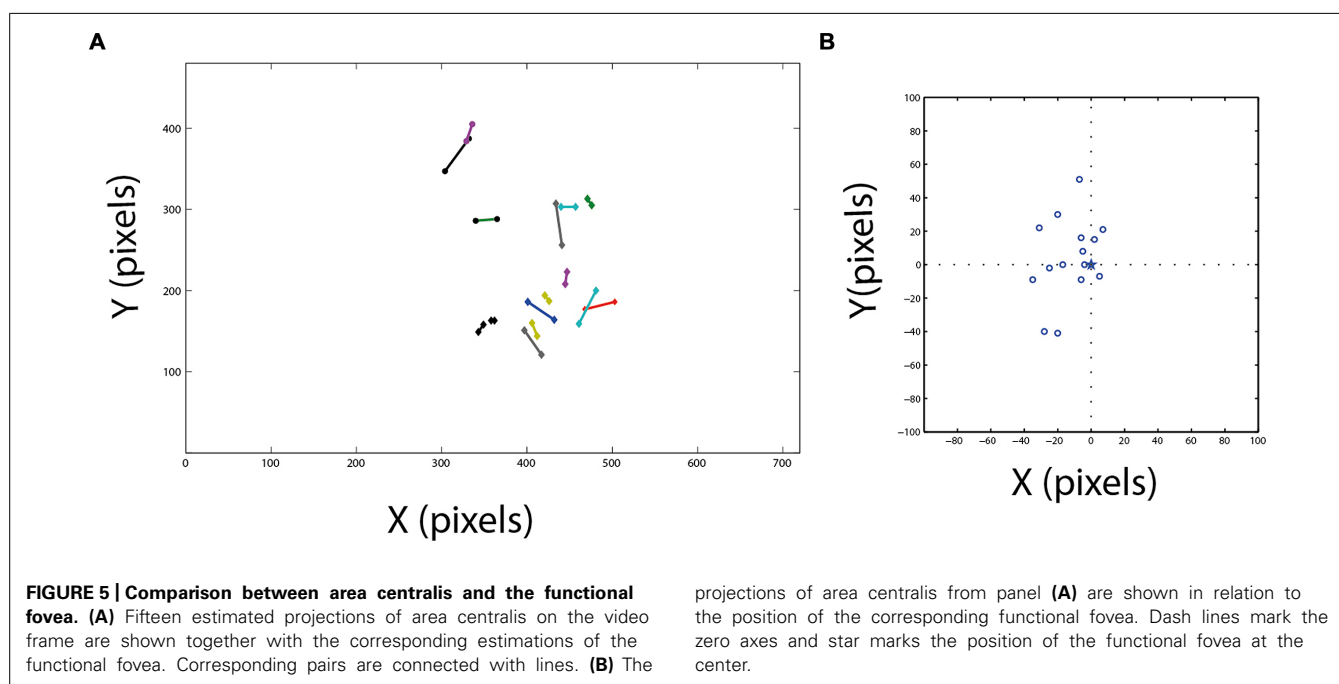 A
B
Y (pixels)
400
300
200
100
0
100
200
300
400
500
600
700
X (pixels)
Y(pixels)
100
80
60
40
20
0
−20
−40
−60
−80
−100
−80
−60
−40
−20
0
20
40
60
80
100
X (pixels)
FIGURE 5 | Comparison between area centralis and the functional
fovea. (A) Fifteen estimated projections of area centralis on the video
frame are shown together with the corresponding estimations of the
functional fovea. Corresponding pairs are connected with lines. (B) The
projections of area centralis from panel (A) are shown in relation to
the position of the corresponding functional fovea. Dash lines mark the
zero axes and star marks the position of the functional fovea at the
center.